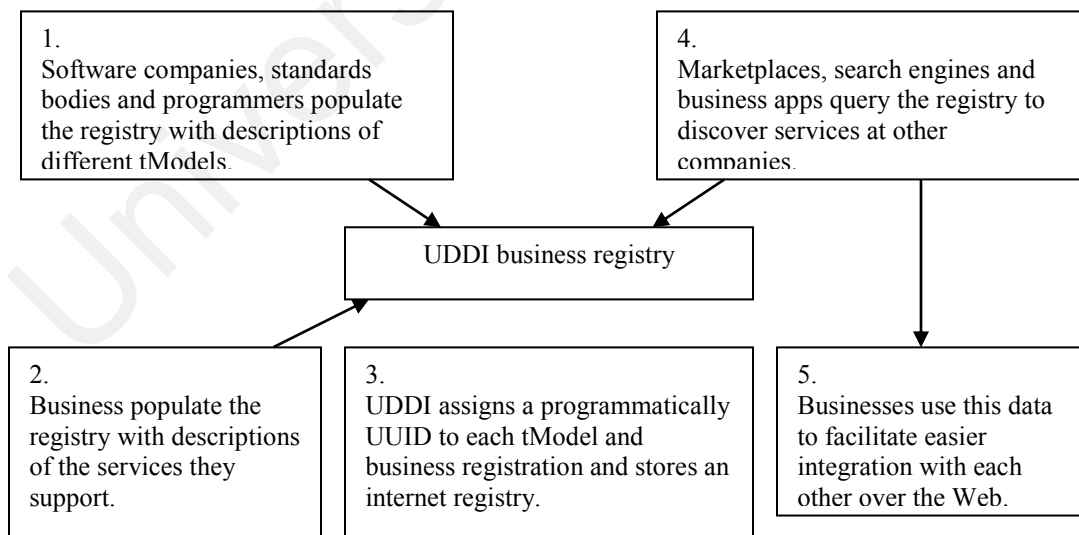 1.
Software companies, standards
bodies and programmers populate
the registry with descriptions of
different tModels.
4.
Marketplaces, search engines and
business apps query the registry to
discover services at other
companies.
UDDI business registry
2.
Business populate the
registry with descriptions
of the services they
support.
3.
UDDI assigns a programmatically
UUID to each tModel and
business registration and stores an
internet registry.
5.
Businesses use this data
to facilitate easier
integration with each
other over the Web.
Univers